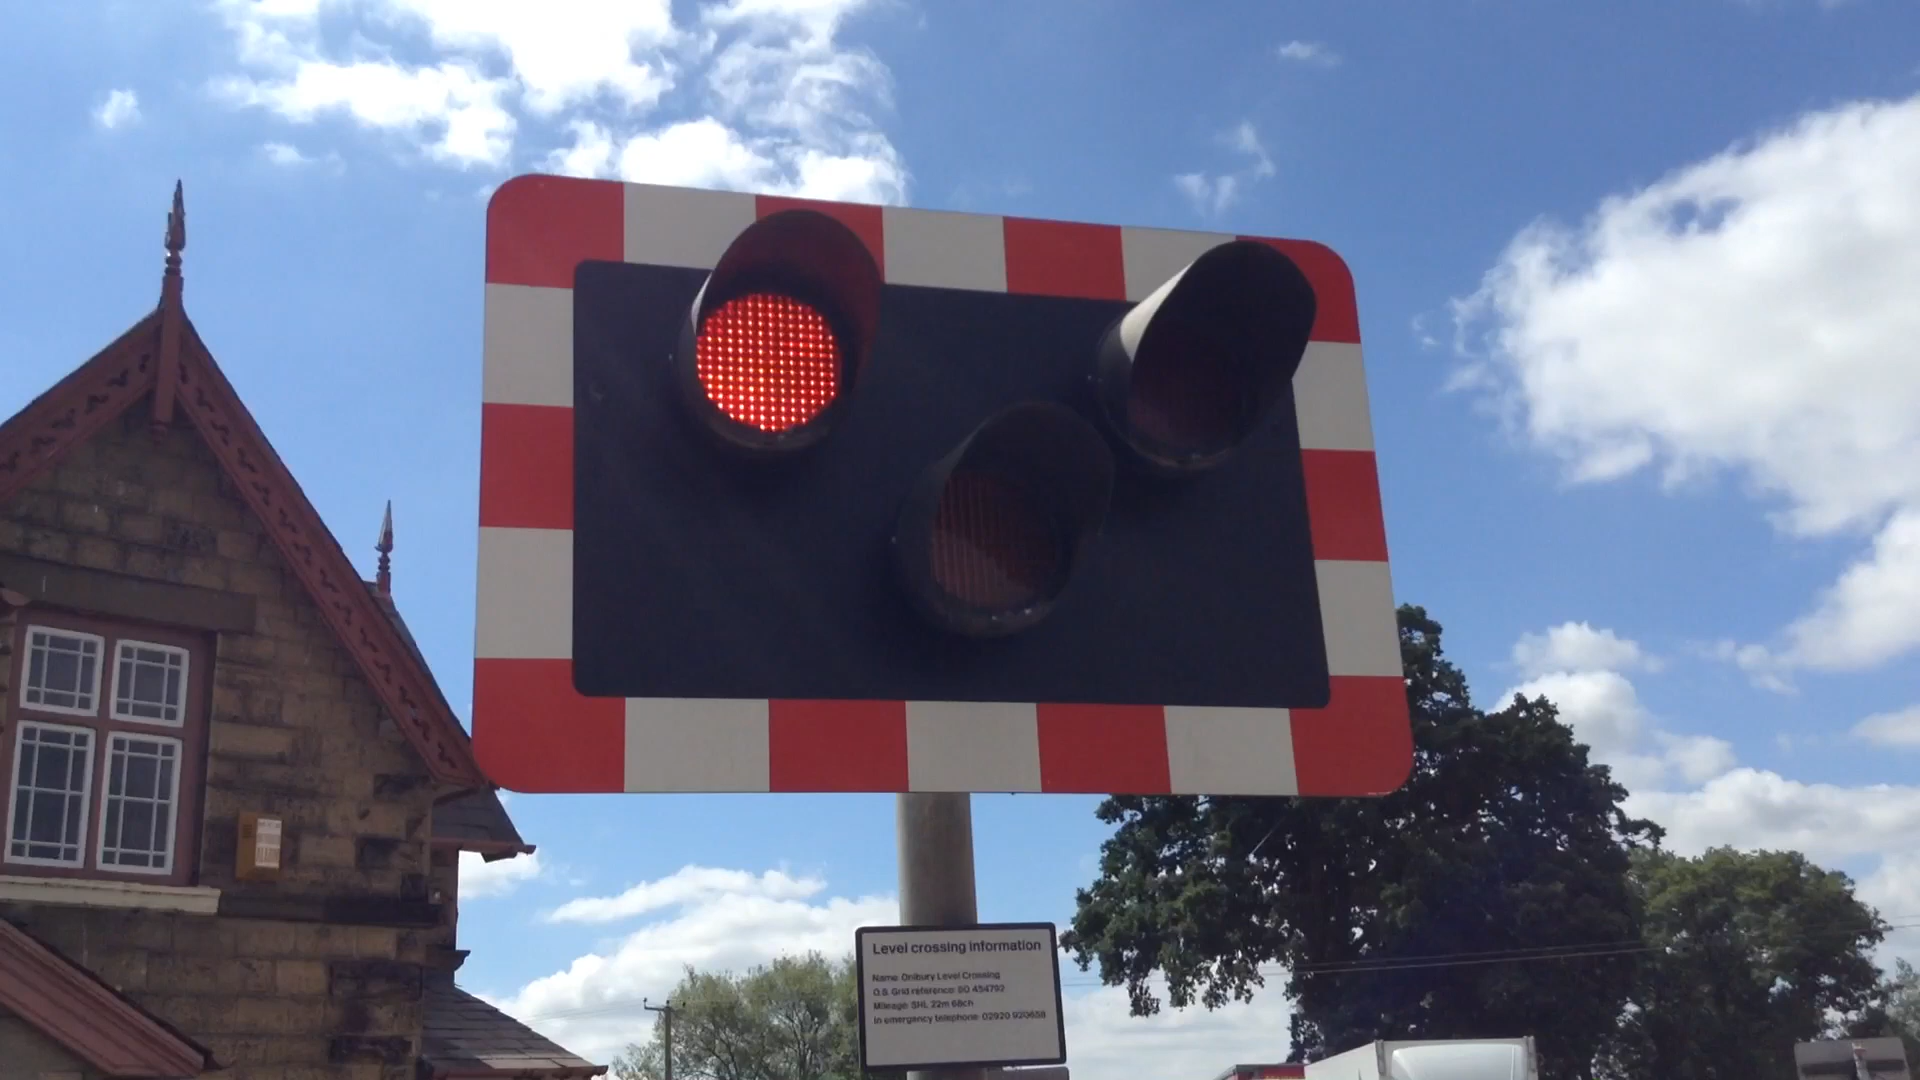 Level crossing information
Name: Onibury Level Crossing
O.S. Grid reference: SO 454792
Mileage: SHL 22m 68ch
In emergency telephone: 02920